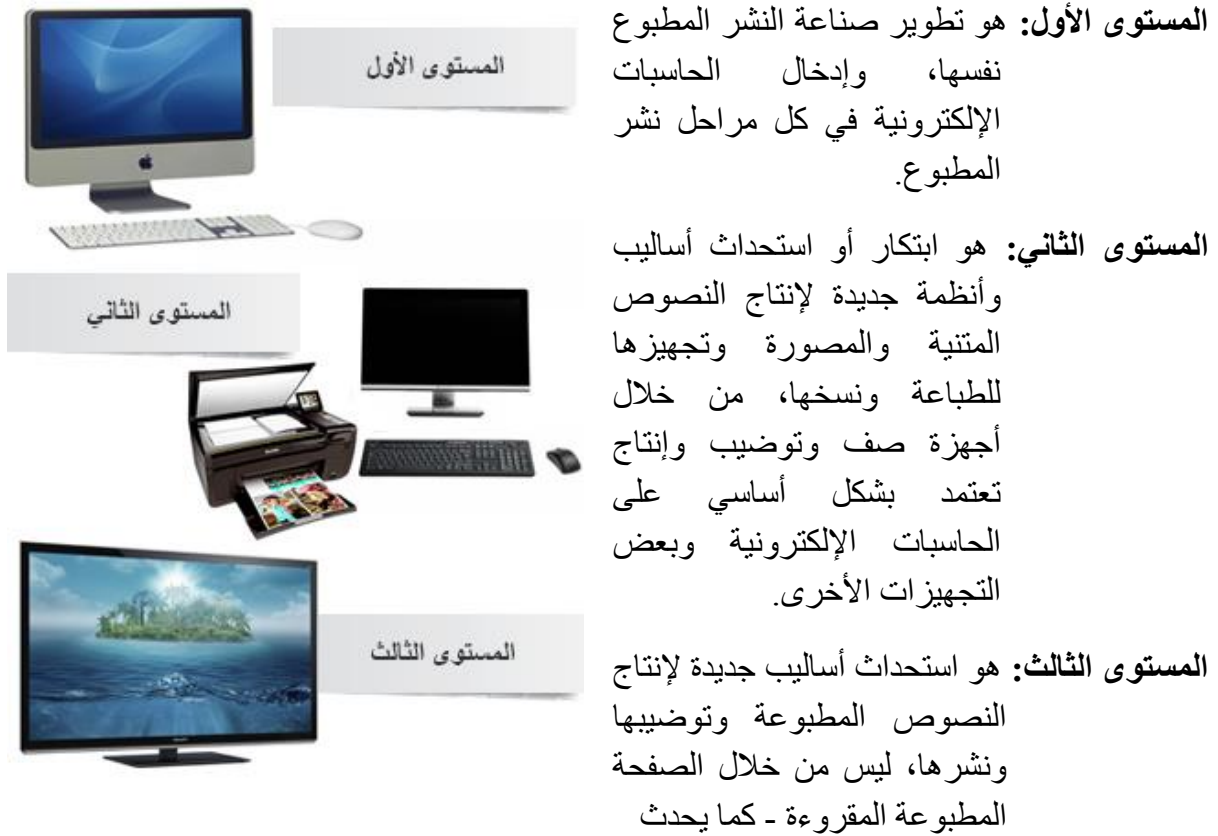 المستوى الأول: هو تطوير صناعة النشر المطبوع
نفسها، وإدخال الحاسبات
الإلكترونية في كل مراحل نشر
المطبوع.
المستوى الثاني: هو ابتكار أو استحداث أساليب
وأنظمة جديدة لإنتاج النصوص
المتنية والمصورة وتجهيزها
للطباعة ونسخها، من خلال
أجهزة صف وتوضيب وإنتاج
تعتمد بشكل أساسي على
الحاسبات الإلكترونية وبعض
التجهيزات الأخرى.
المستوى الثالث: هو استحداث أساليب جديدة لإنتاج
النصوص المطبوعة وتوضيبها
ونشرها، ليس من خلال الصفحة
المطبوعة المقروءة - كما يحدث
المستوى الأول
المستوى الثاني
المستوى الثالث